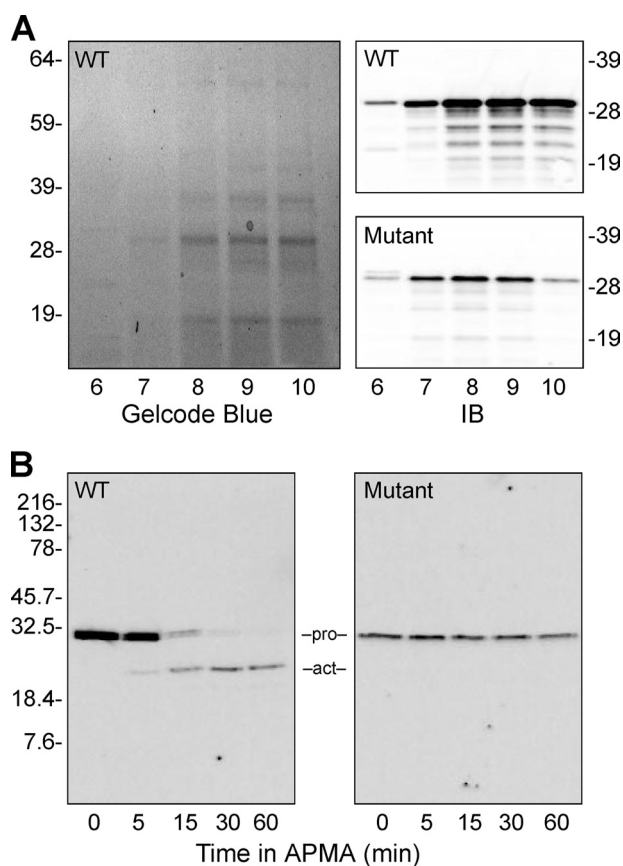 A
WT
64-
59-
39-
28-
19-
6 7 8 9 10
Gelcode Blue
WT
-39
-28
-19
Mutant
-39
-28
-19
6 7 8 9 10
IB
B
WT
216-
132-
78-
45.7-
32.5-
18.4-
7.6-
–pro–
–act–
Mutant
0 5 15 30 60
0 5 15 30 60
Time in APMA (min)